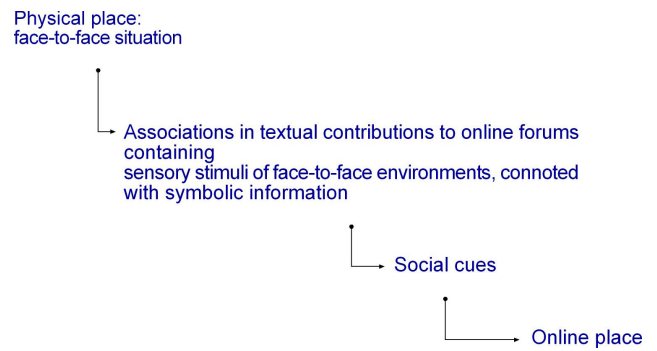 Physical place:
face-to-face situation
Associations in textual contributions to online forums
containing
sensory stimuli of face-to-face environments, connoted
with symbolic information
Social cues
Online place